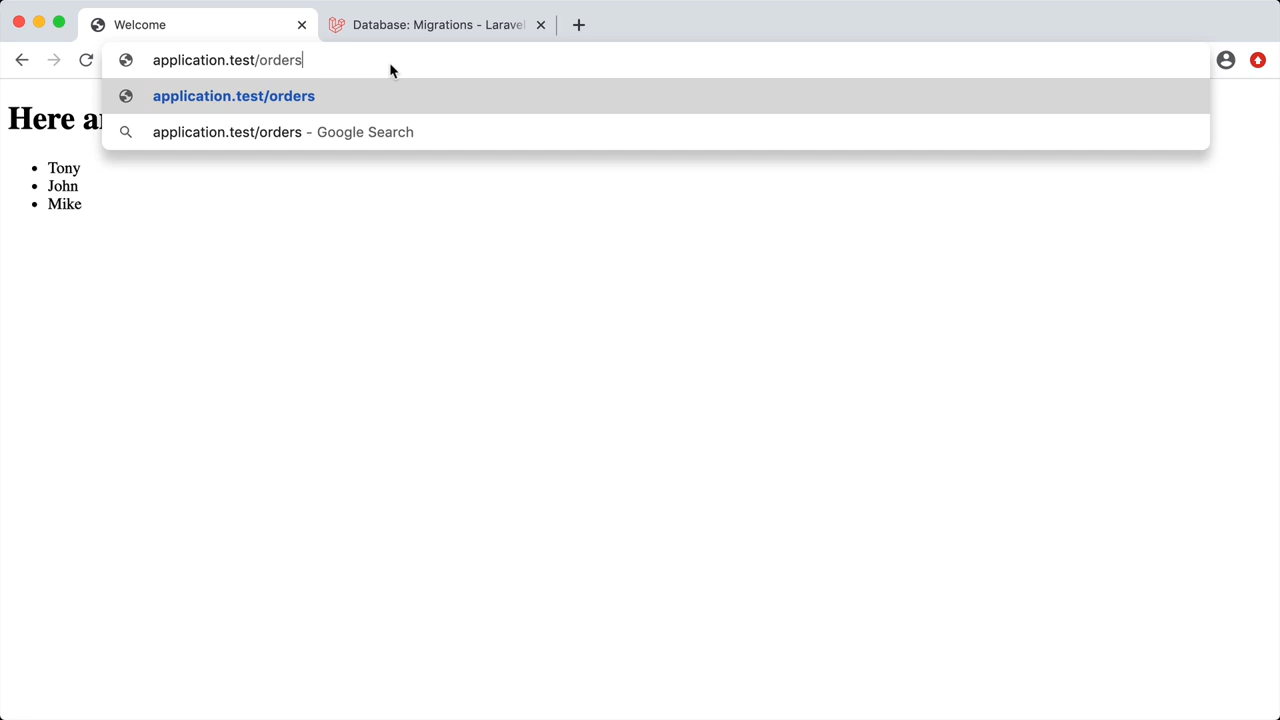 Welcome
Database: Migrations - Laravel
application.test/orders
application.test/orders
application.test/orders - Google Search
Here
Tony
John
Mike